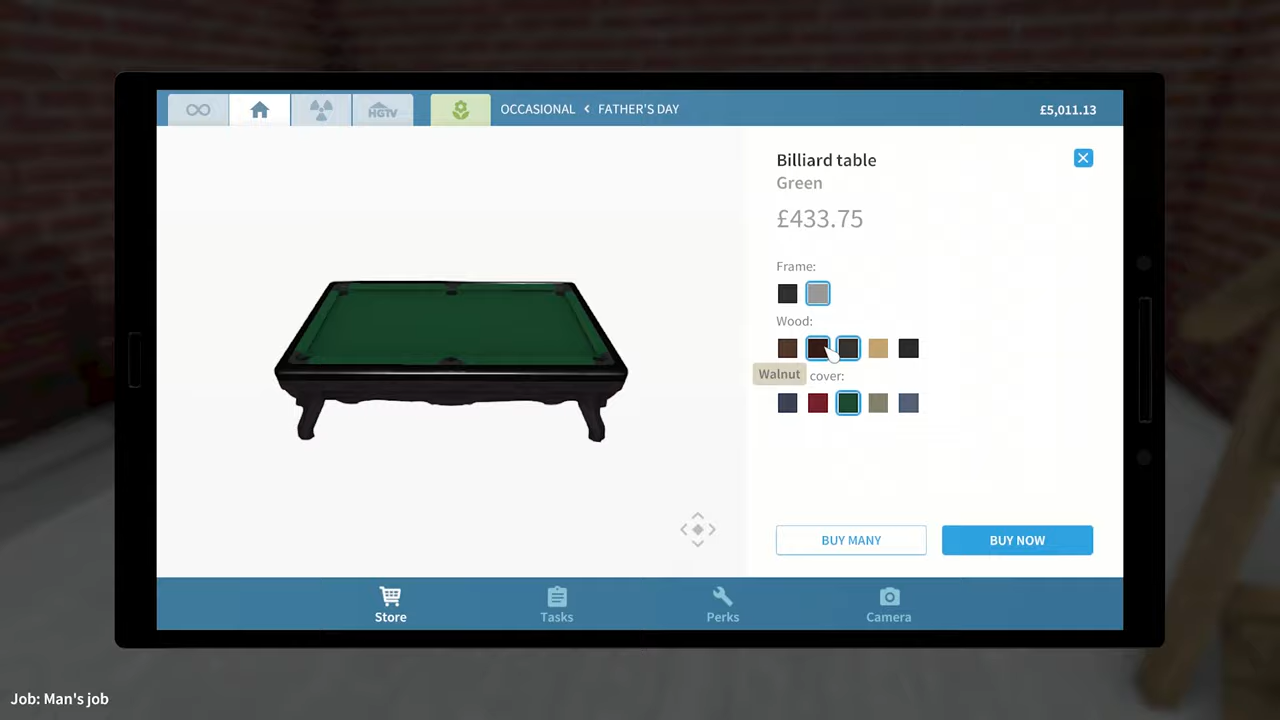 HGTV
OCCASIONAL < FATHER'S DAY
£5,011.13
Billiard table
Green
£433.75
Frame:
Wood:
Walnut
cover:
BUY MANY
BUY NOW
Store
Tasks
Perks
Camera
Job: Man's job